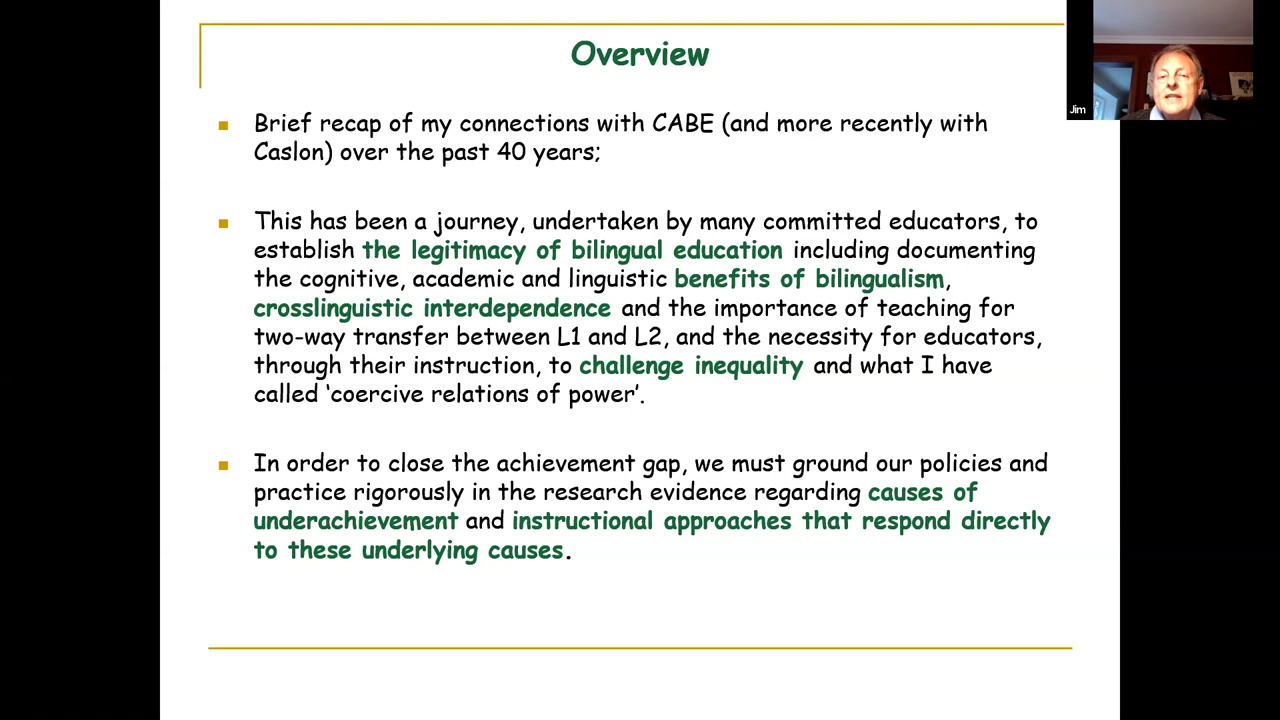 Overview
Jim
Brief recap of my connections with CABE (and more recently with
Caslon) over the past 40 years;
This has been a journey, undertaken by many committed educators, to
establish the legitimacy of bilingual education including documenting
the cognitive, academic and linguistic benefits of bilingualism,
crosslinguistic interdependence and the importance of teaching for
two-way transfer between L1 and L2, and the necessity for educators,
through their instruction, to challenge inequality and what I have
called ‘coercive relations of power’.
In order to close the achievement gap, we must ground our policies and
practice rigorously in the research evidence regarding causes of
underachievement and instructional approaches that respond directly
to these underlying causes.